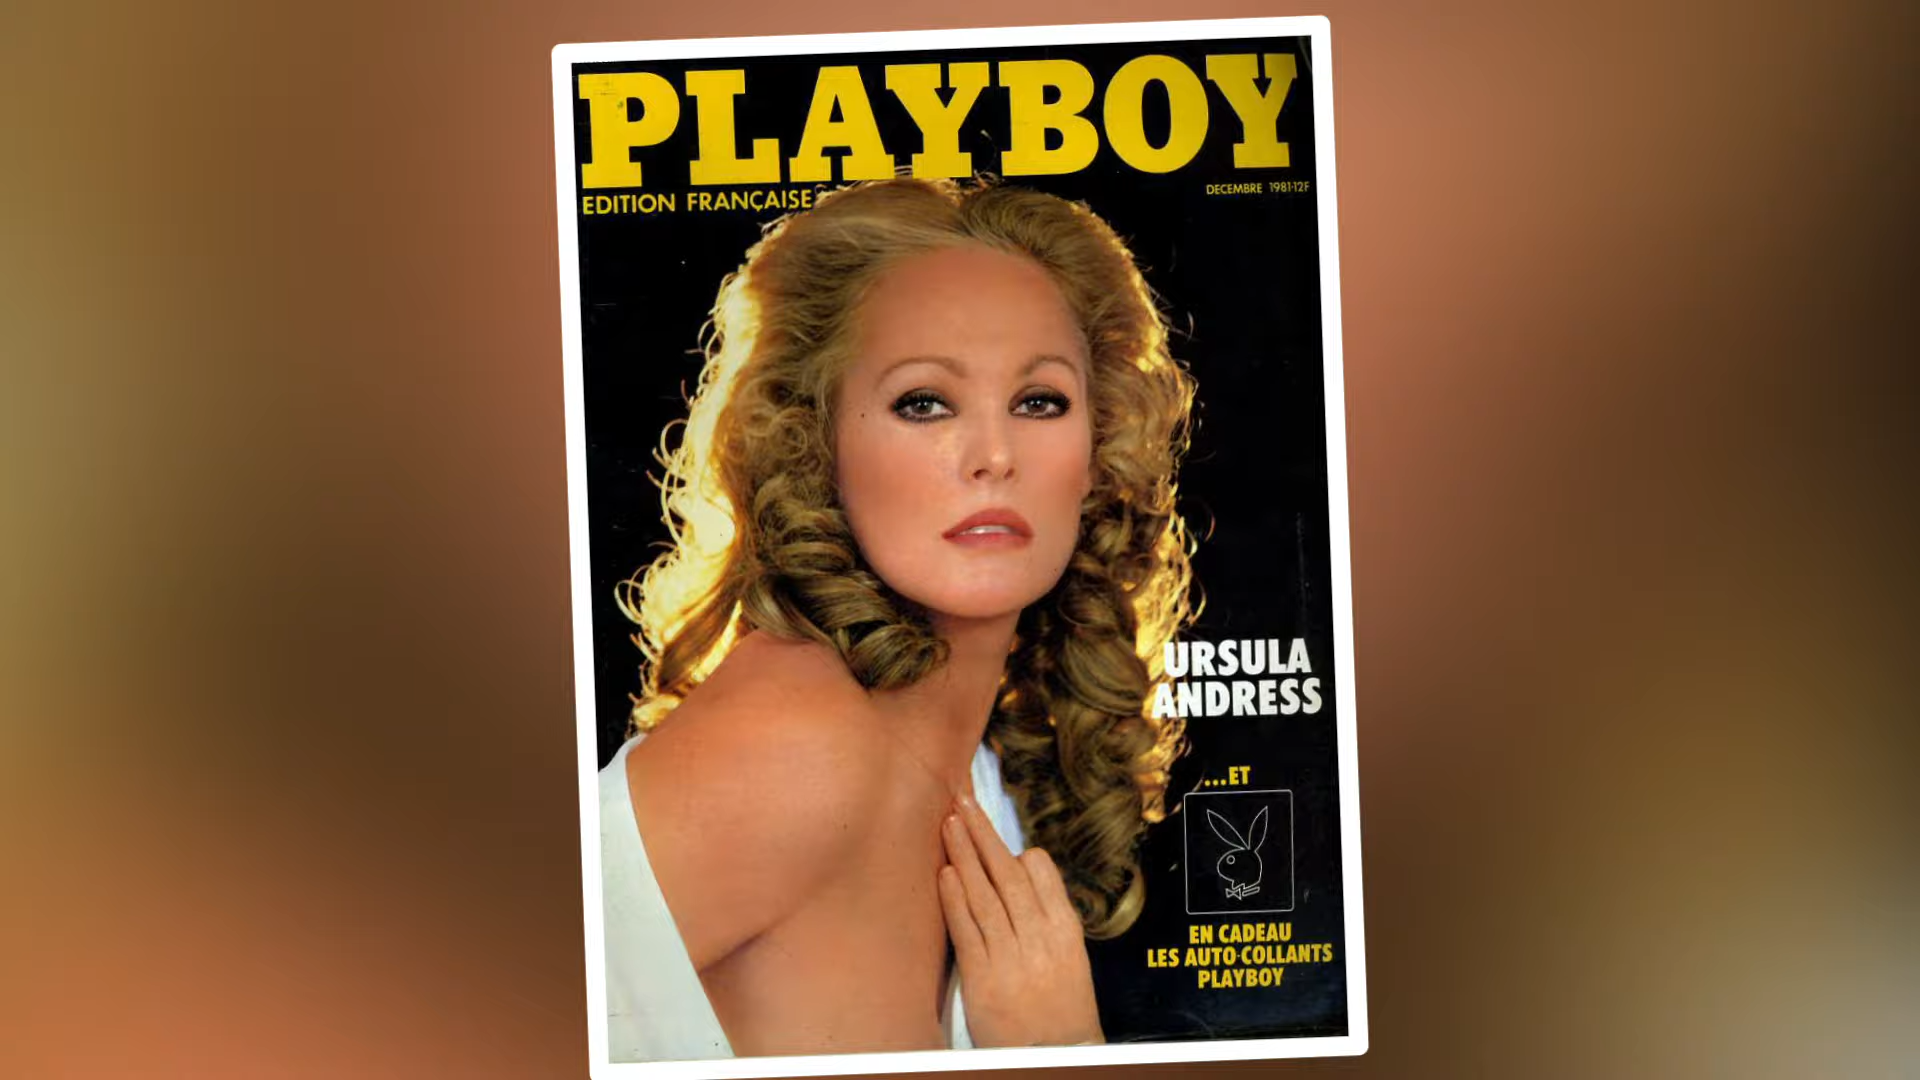 PLAYBOY
EDITION FRANÇAISE
DECEMBRE 1981·12F
URSULA
ANDRESS
...ET
EN CADEAU
LES AUTO-COLLANTS
PLAYBOY